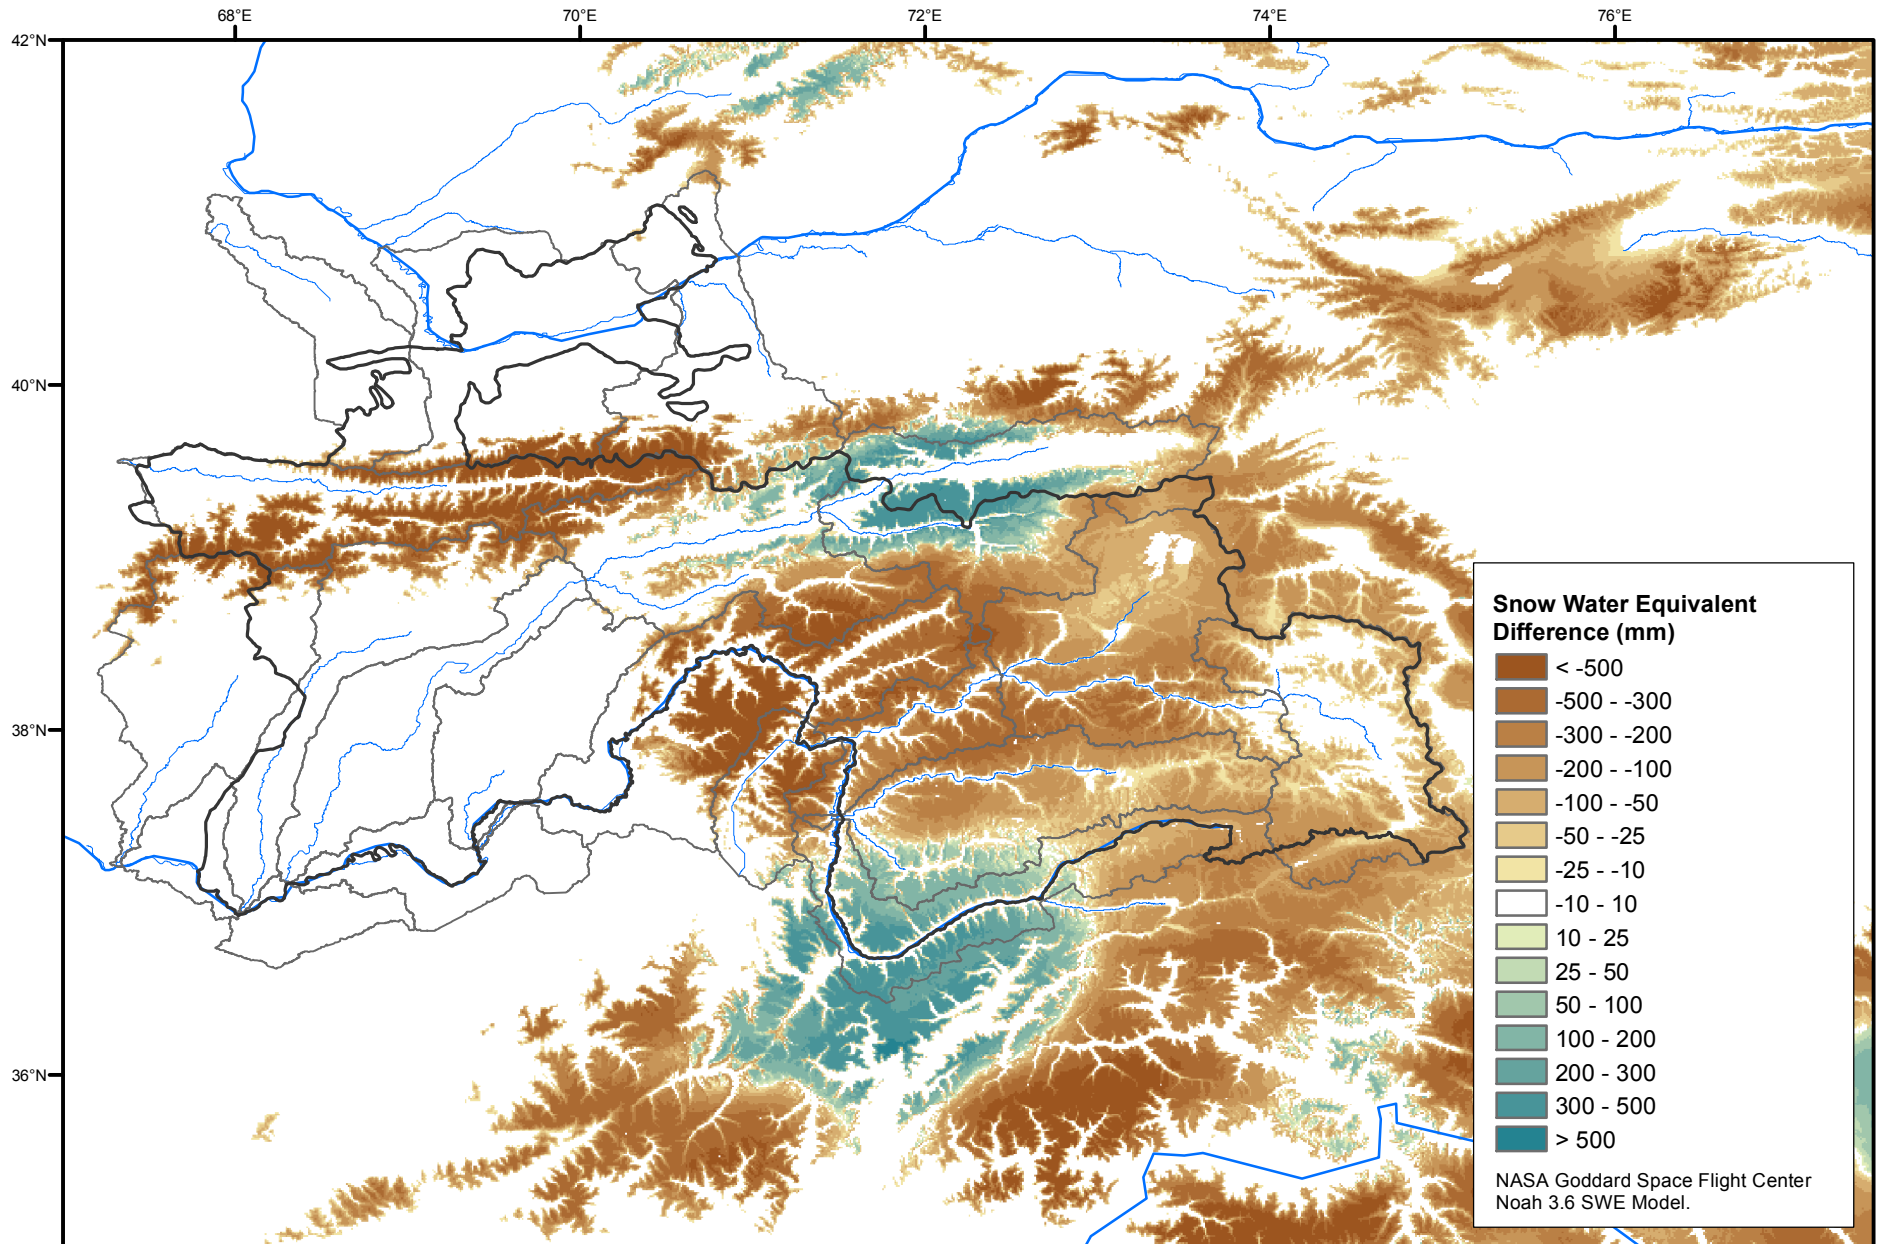 68°E
70°E
72°E
74°E
76°E
42°N
40°N
38°N
36°N
Snow Water Equivalent
Difference (mm)
< -500
-500 - -300
-300 - -200
-200 - -100
-100 - -50
-50 - -25
-25 - -10
-10 - 10
10 - 25
25 - 50
50 - 100
100 - 200
200 - 300
300 - 500
> 500
NASA Goddard Space Flight Center
Noah 3.6 SWE Model.